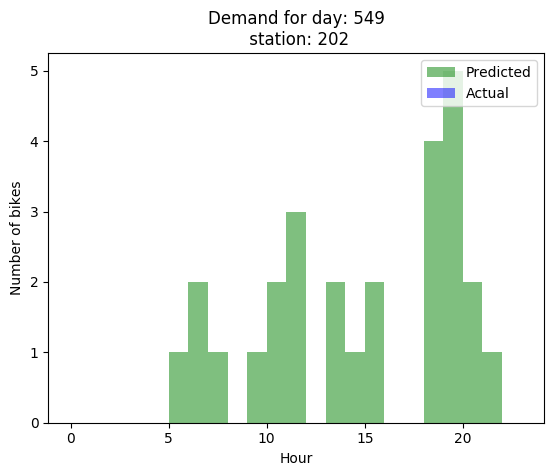 Demand for day: 549
station: 202
Predicted
Actual
Number of bikes
5
4
3
2
1
0
0
5
10
15
20
Hour